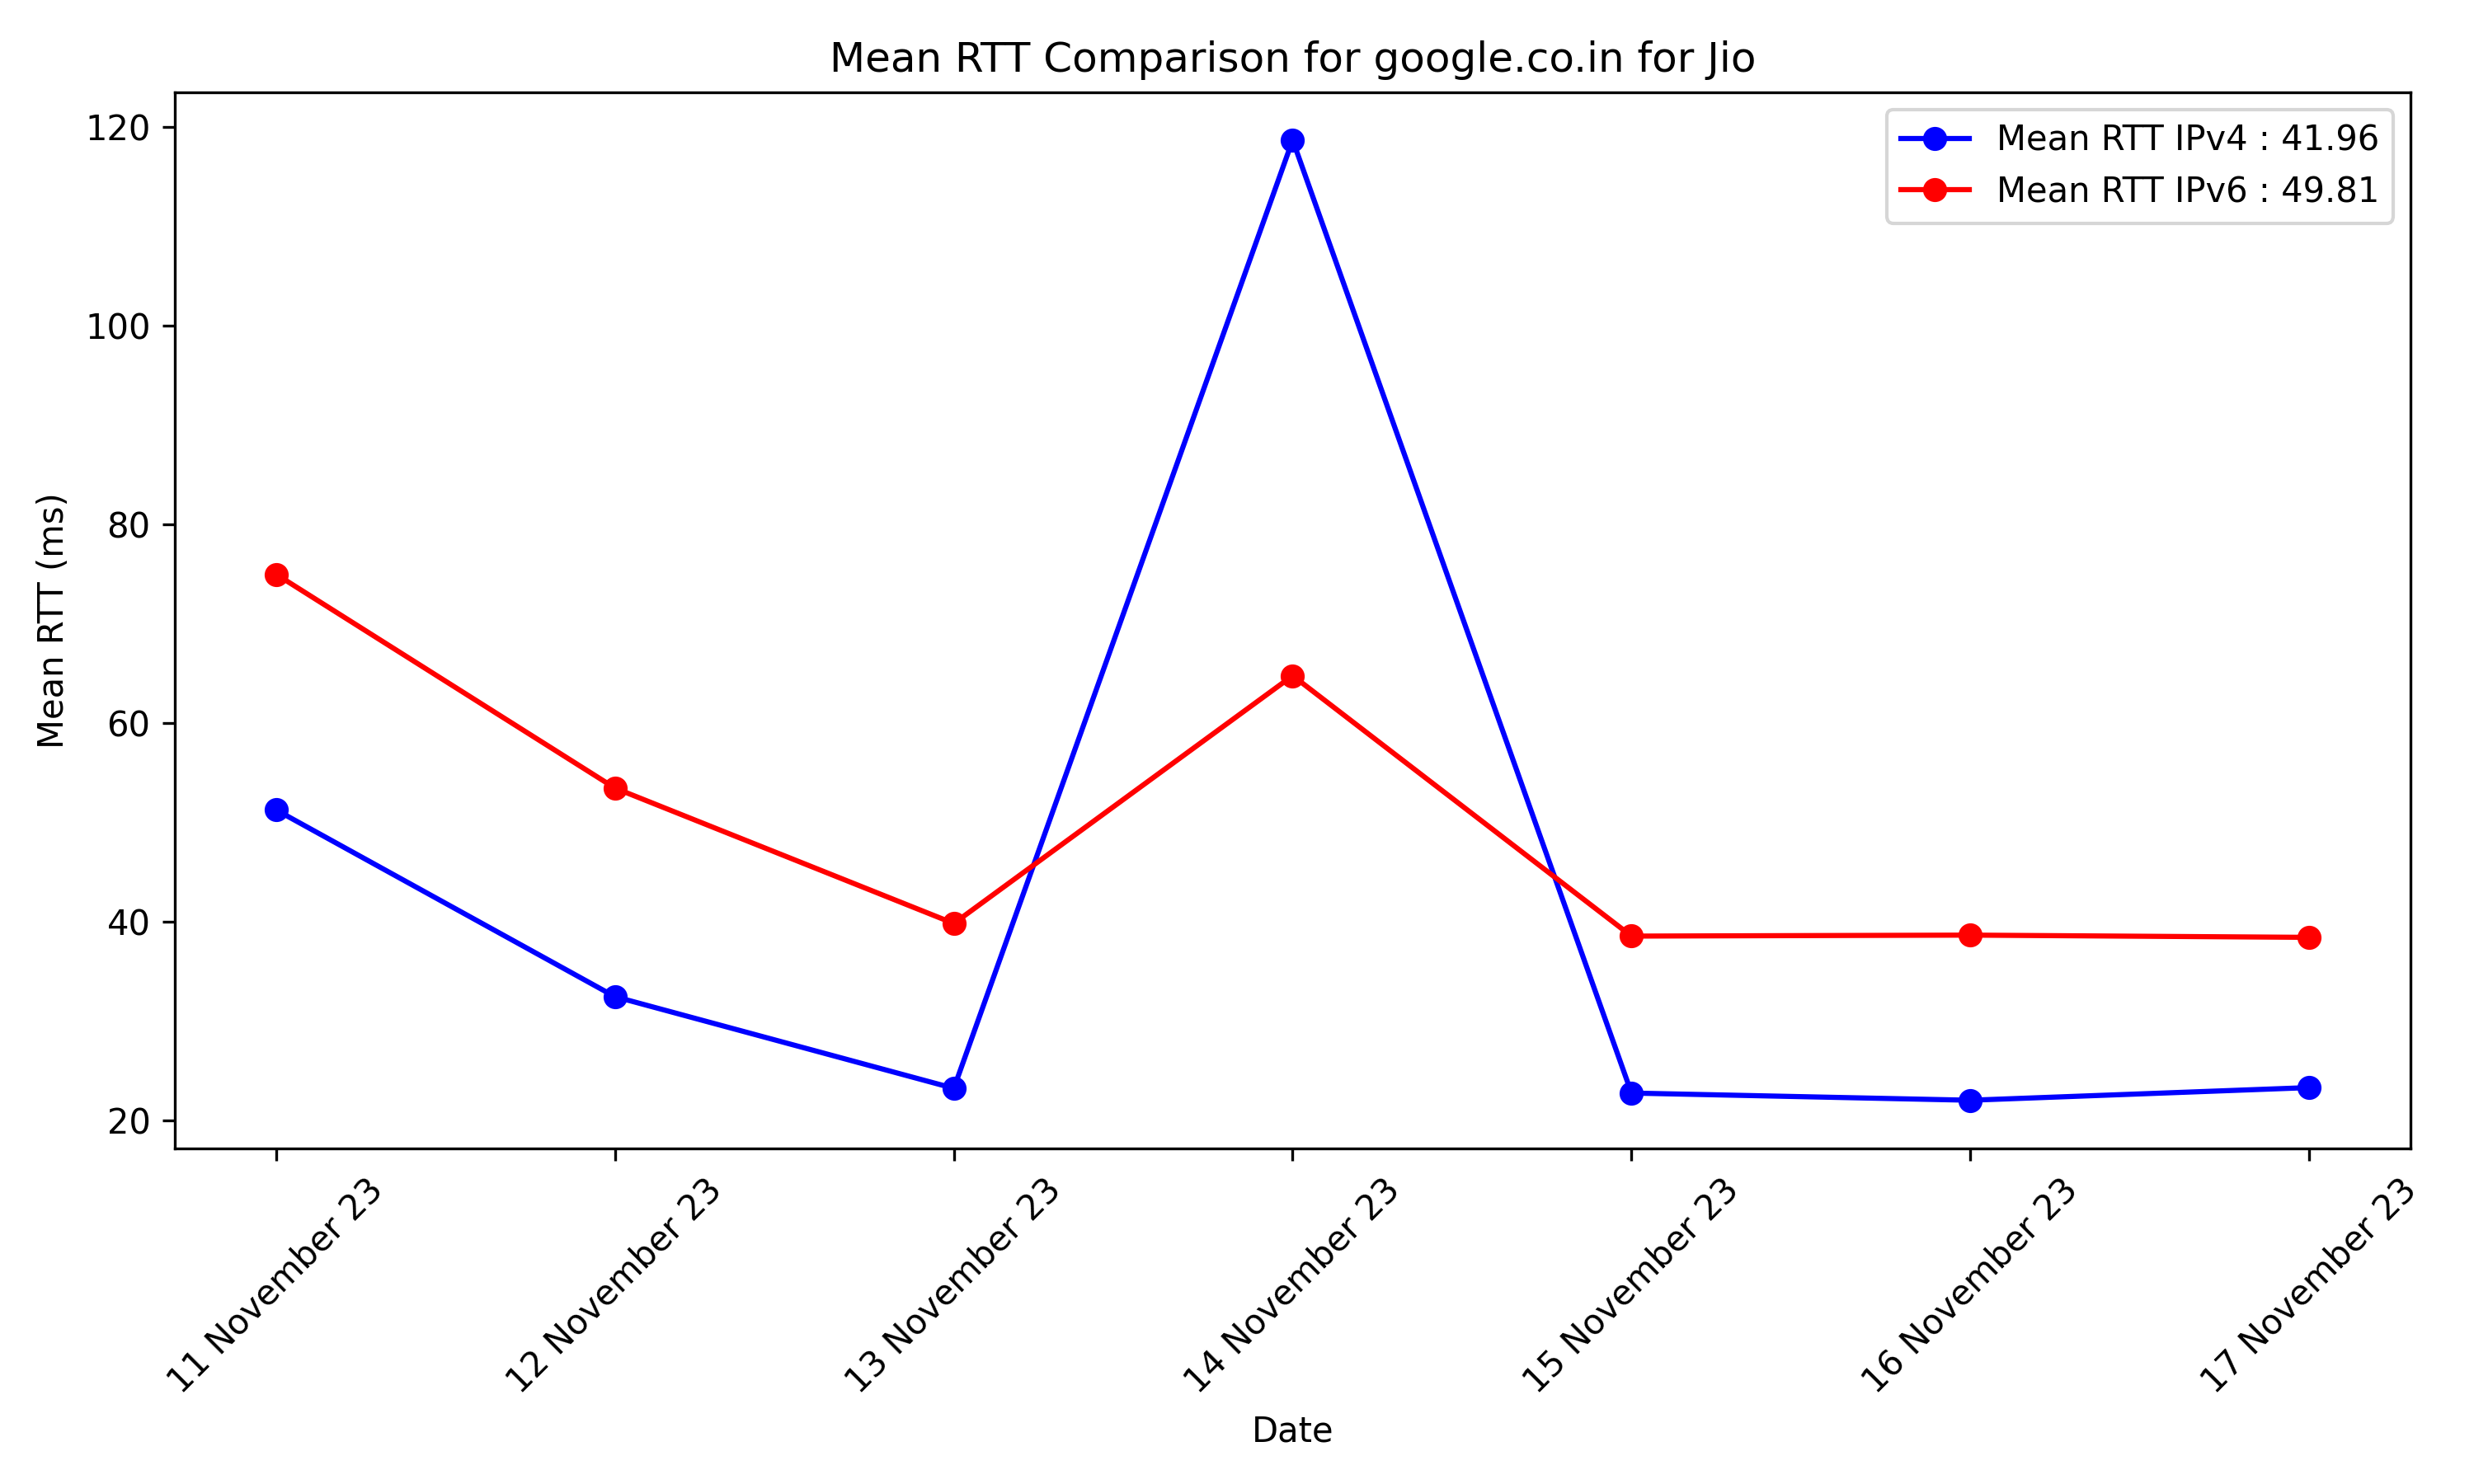 Mean RTT Comparison for google.co.in for Jio
Mean RTT IPv4 : 41.96
Mean RTT IPv6 : 49.81
Mean RTT (ms)
120
100
80
60
40
20
11 November 23
12 November 23
13 November 23
14 November 23
15 November 23
16 November 23
17 November 23
Date